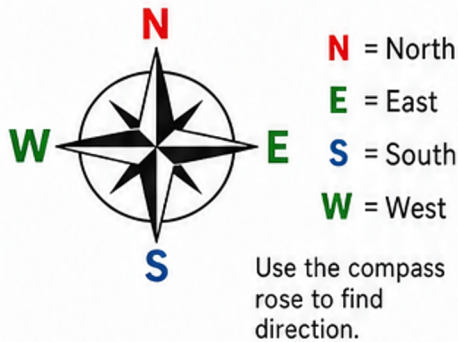 N
W
E
S
N = North
E = East
S = South
W = West
Use the compass
rose to find
direction.